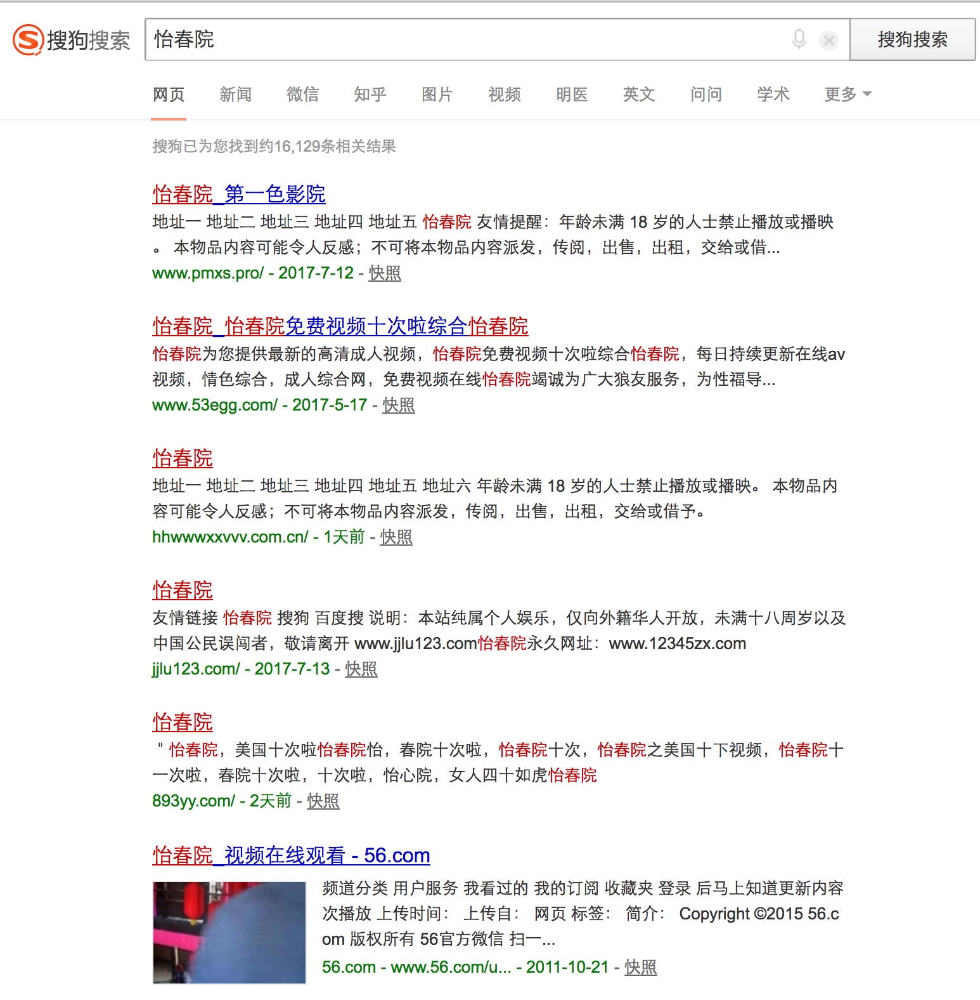 搜狗搜索
怡春院
搜狗搜索
网页 新闻 微信 知乎 图片 视频 明医 英文 问问 学术 更多
搜狗已为您找到约16,129条相关结果
怡春院_第一色影院
地址一 地址二 地址三 地址四 地址五 怡春院 友情提醒：年龄未满 18 岁的人士禁止播放或播映
。 本物品内容可能令人反感；不可将本物品内容派发，传阅，出售，出租，交给或借...
www.pmxs.pro/ - 2017-7-12 - 快照
怡春院_怡春院免费视频十次啦综合怡春院
怡春院为您提供最新的高清成人视频，怡春院免费视频十次啦综合怡春院，每日持续更新在线av
视频，情色综合，成人综合网，免费视频在线怡春院竭诚为广大狼友服务，为性福导...
www.53egg.com/ - 2017-5-17 - 快照
怡春院
地址一 地址二 地址三 地址四 地址五 地址六 年龄未满 18 岁的人士禁止播放或播映。 本物品内
容可能令人反感；不可将本物品内容派发，传阅，出售，出租，交给或借予。
hhwwwxxvvv.com.cn/ - 1天前 - 快照
怡春院
友情链接 怡春院 搜狗 百度搜 说明：本站纯属个人娱乐，仅向外籍华人开放，未满十八周岁以及
中国公民误闯者，敬请离开 www.jjlu123.com怡春院永久网址：www.12345zx.com
jjlu123.com/ - 2017-7-13 - 快照
怡春院
"怡春院，美国十次啦怡春院怡，春院十次啦，怡春院十次，怡春院之美国十下视频，怡春院十
一次啦，春院十次啦，十次啦，怡心院，女人四十如虎怡春院
893yy.com/ - 2天前 - 快照
怡春院_视频在线观看 - 56.com
频道分类 用户服务 我看过的 我的订阅 收藏夹 登录 后马上知道更新内容
次播放 上传时间： 上传自： 网页 标签： 简介： Copyright ©2015 56.c
om 版权所有 56官方微信 扫一...
56.com - www.56.com/u... - 2011-10-21 - 快照